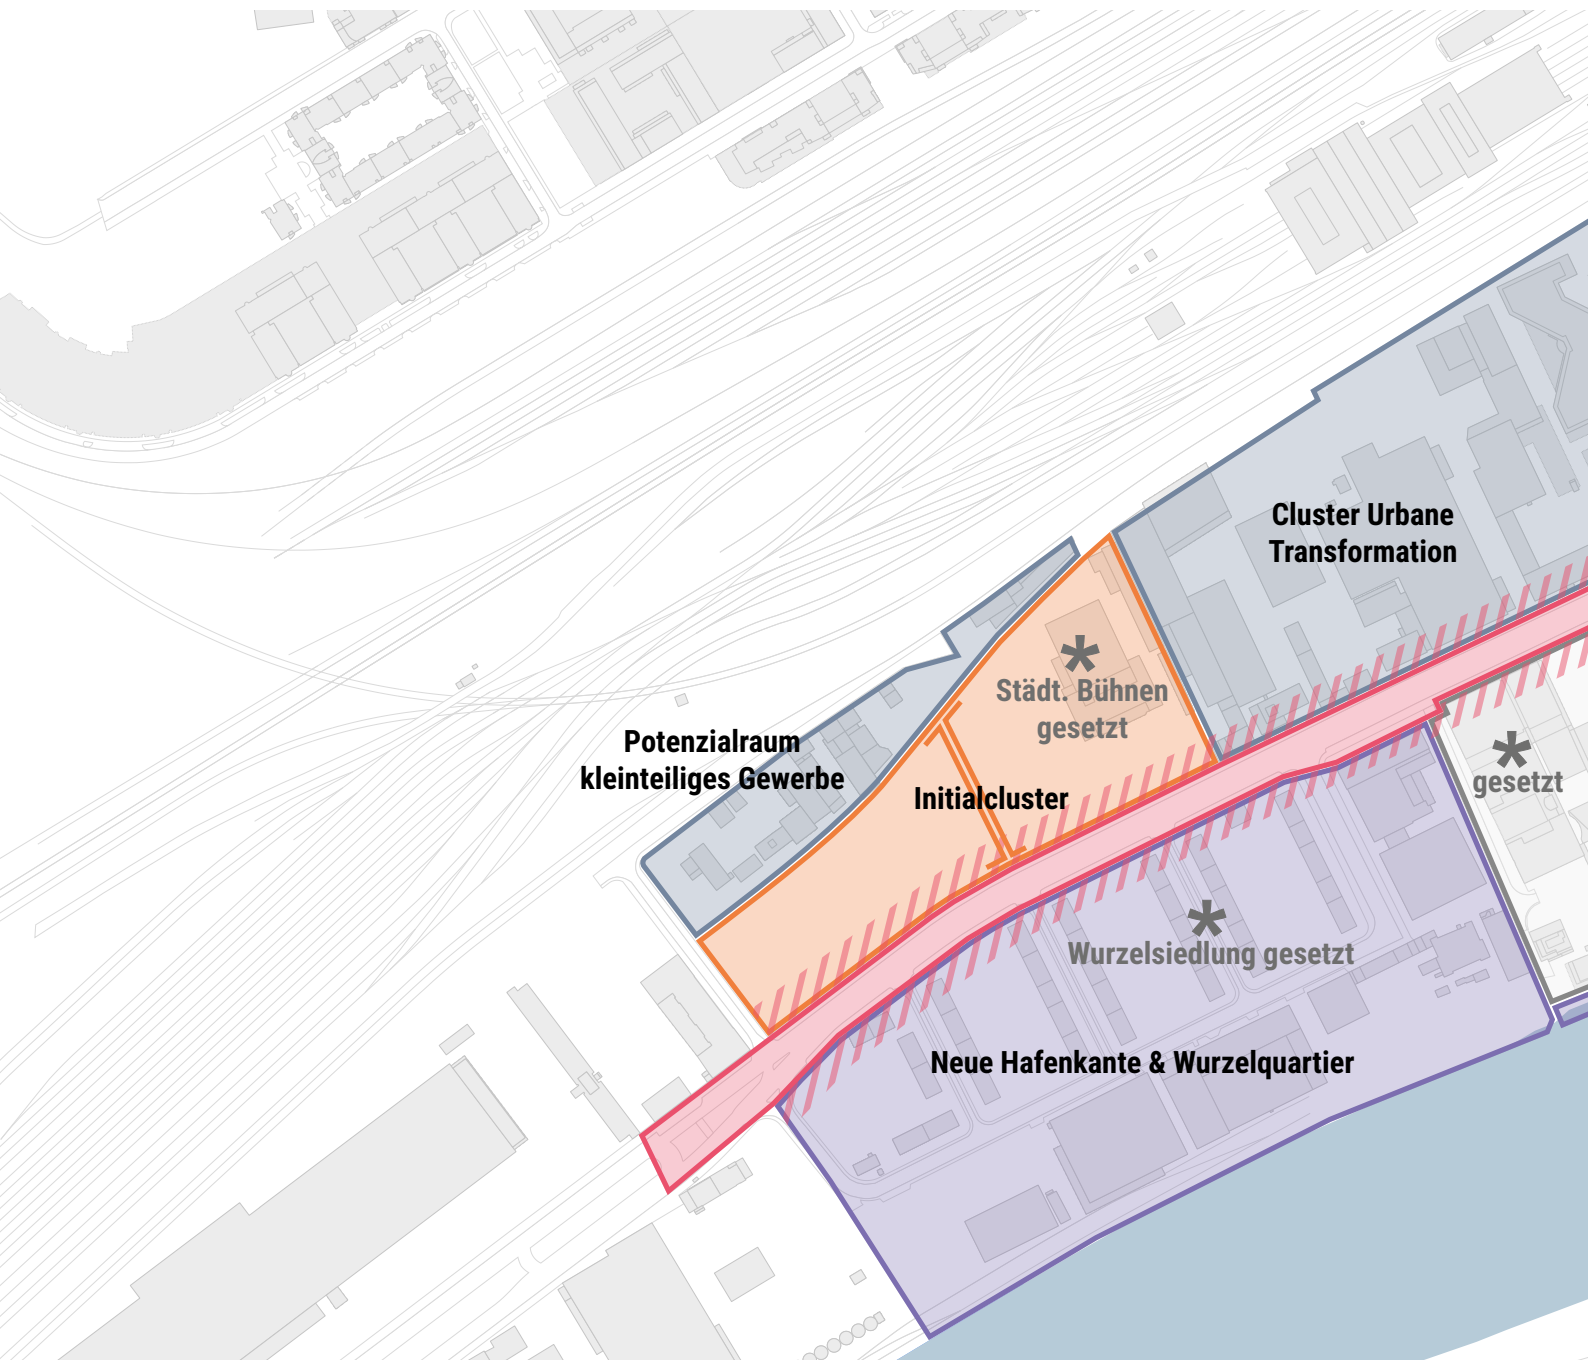 Cluster Urbane
Transformation
*
Städt. Bühnen
gesetzt
Potenzialraum
kleinteiliges Gewerbe
Initialcluster
*
gesetzt
*
Wurzelsiedlung gesetzt
Neue Hafenkante & Wurzelquartier